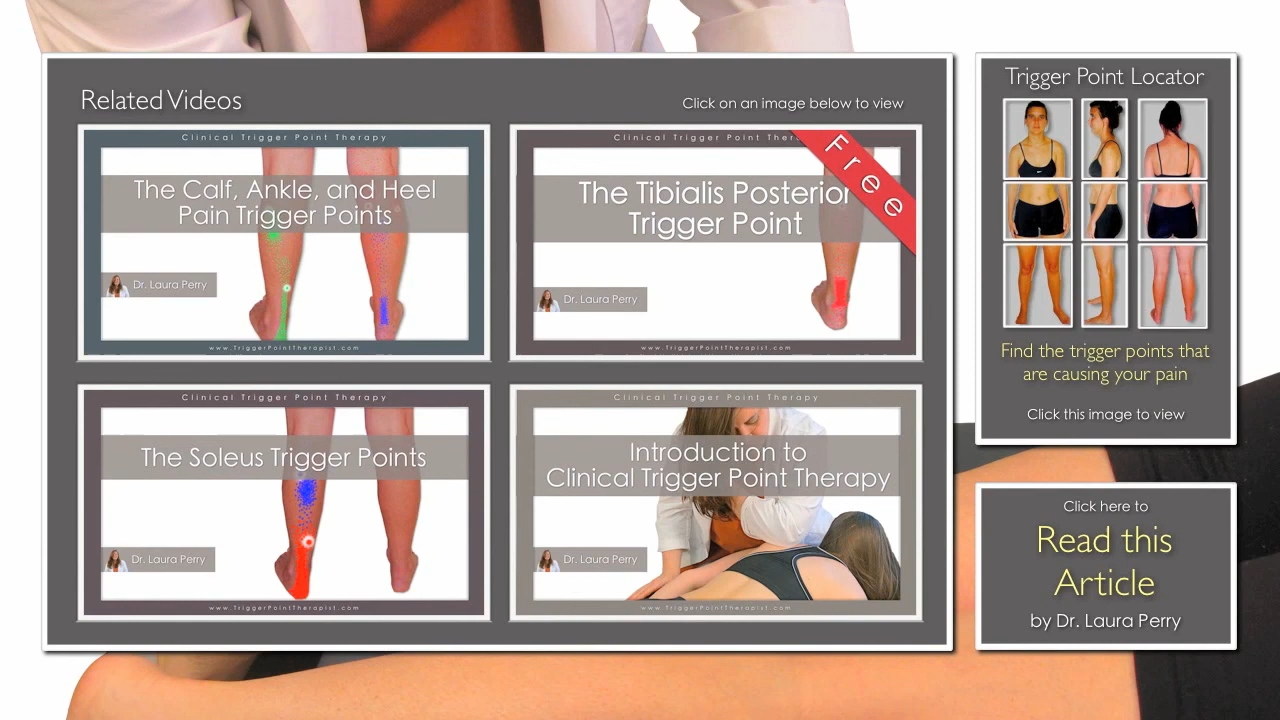 Related Videos
Click on an image below to view
Clinical Trigger Point Therapy
The Calf, Ankle, and Heel
Pain Trigger Points
Dr. Laura Perry
www.TriggerPointTherapist.com
Clinical Trigger Point Thera
Free
The Tibialis Posterior
Trigger Point
Dr. Laura Perry
www.TriggerPointTherapist.com
Clinical Trigger Point Therapy
The Soleus Trigger Points
Dr. Laura Perry
www.TriggerPointTherapist.com
Clinical Trigger Point Therapy
Introduction to
Clinical Trigger Point Therapy
Dr. Laura Perry
www.TriggerPointTherapist.com
Trigger Point Locator
Find the trigger points that
are causing your pain
Click this image to view
Click here to
Read this
Article
by Dr. Laura Perry